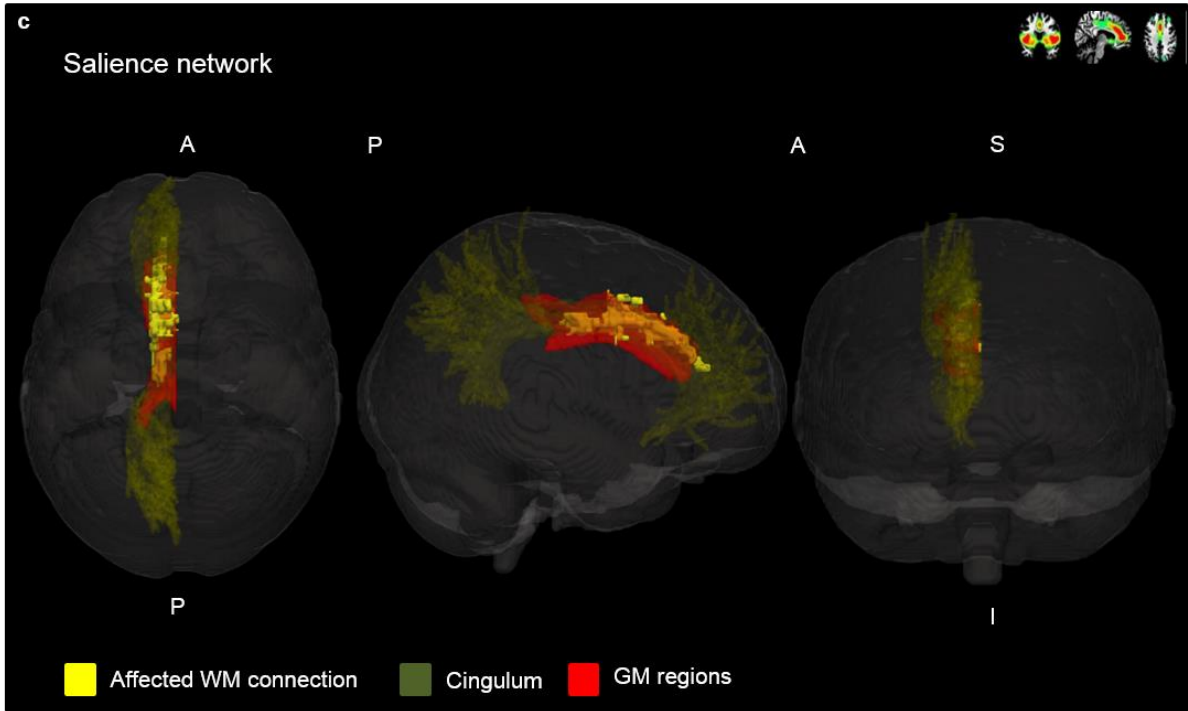 c
Salience network
A
P
A
S
P
I
Affected WM connection
Cingulum
GM regions